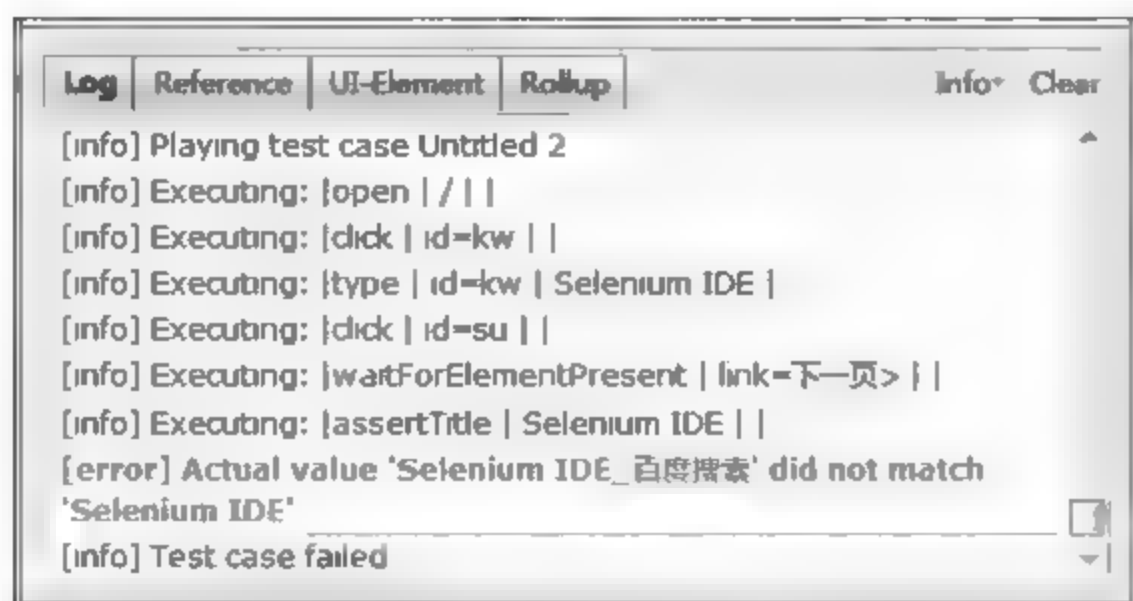 Log Reference UI-Element Rollup Info Clear
[info] Playing test case Untitled 2
[info] Executing: |open | / | |
[info] Executing: |click | id=kw | |
[info] Executing: |type | id=kw | Selenium IDE |
[info] Executing: |click | id=su | |
[info] Executing: |waitForElementPresent | link=下一页> | |
[info] Executing: |assertTitle | Selenium IDE | |
[error] Actual value 'Selenium IDE_百度搜索' did not match
'Selenium IDE'
[info] Test case failed